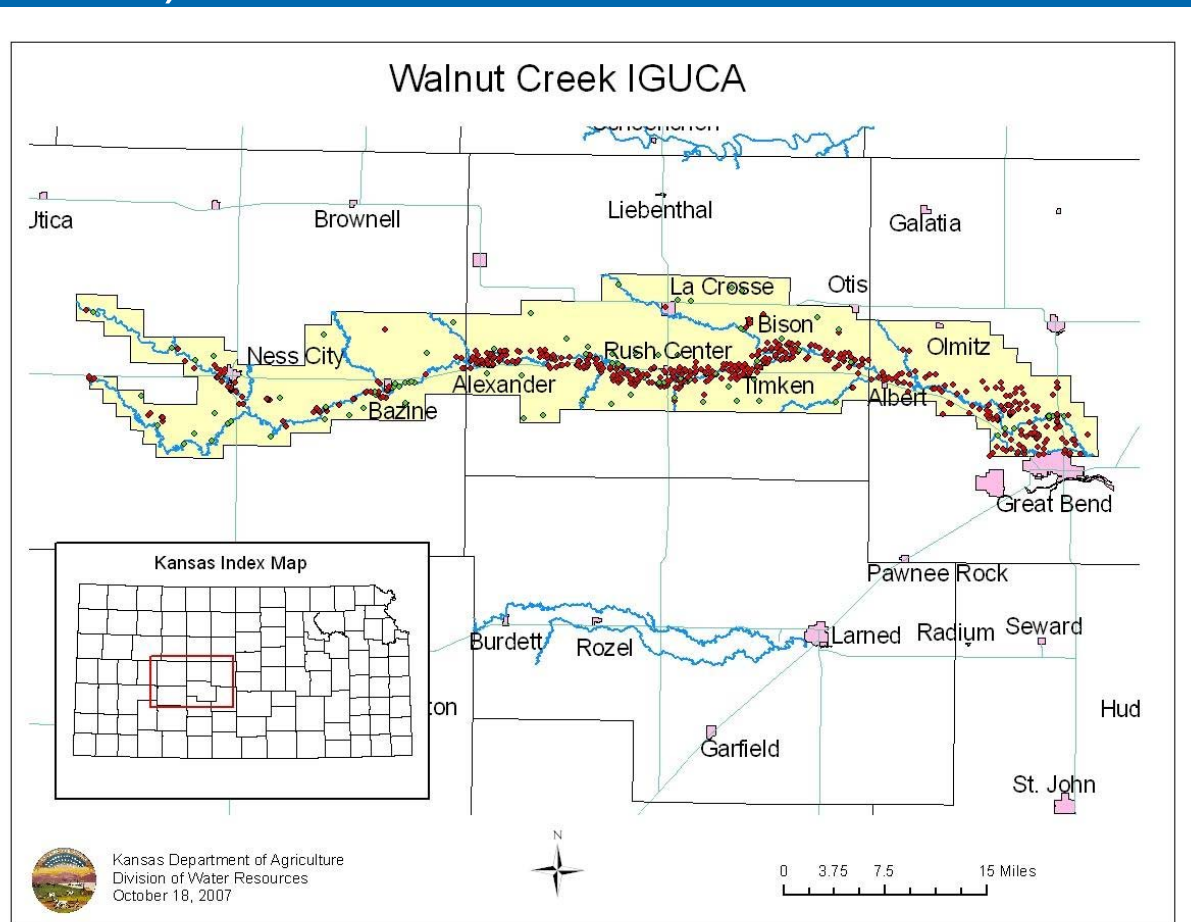 Walnut Creek IGUCA
Brownell
Liebenthal
Galatia
La Crosse
Otis
Bison
Ness City
Rush Center
Olmitz
Alexander
Timken
Bazine
Albert
Great Bend
Kansas Index Map
Pawnee Rock
Burdett
Rozel
Larned
Radium
Seward
Garfield
St. John
N
Kansas Department of Agriculture
Division of Water Resources
October 18, 2007
0 3.75 7.5 15 Miles